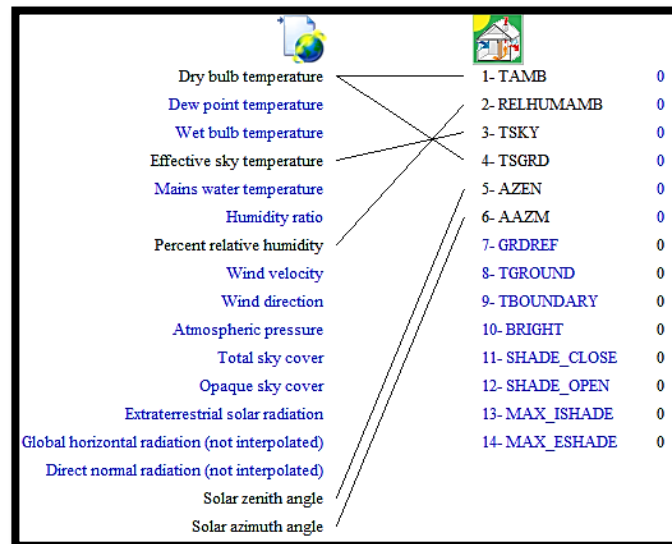 Dry bulb temperature 1- TAMB 0
Dew point temperature 2- RELHUMAMB 0
Wet bulb temperature 3- TSKY 0
Effective sky temperature 4- TSGRD 0
Mains water temperature 5- AZEN 0
Humidity ratio 6- AAZM 0
Percent relative humidity 7- GRDREF 0
Wind velocity 8- TGROUND 0
Wind direction 9- TBOUNDARY 0
Atmospheric pressure 10- BRIGHT 0
Total sky cover 11- SHADE_CLOSE 0
Opaque sky cover 12- SHADE_OPEN 0
Extraterrestrial solar radiation 13- MAX_ISHADE 0
Global horizontal radiation (not interpolated) 14- MAX_ESHADE 0
Direct normal radiation (not interpolated)
Solar zenith angle
Solar azimuth angle